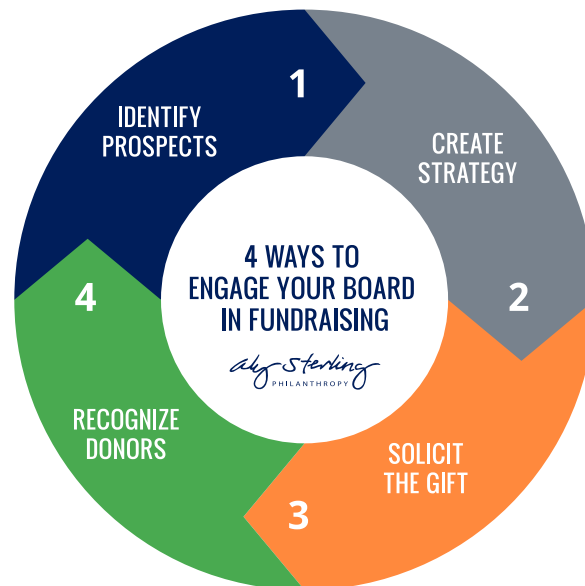 4 WAYS TO
ENGAGE YOUR BOARD
IN FUNDRAISING
aly sterling
PHILANTHROPY
1
IDENTIFY
PROSPECTS
2
CREATE
STRATEGY
3
SOLICIT
THE GIFT
4
RECOGNIZE
DONORS